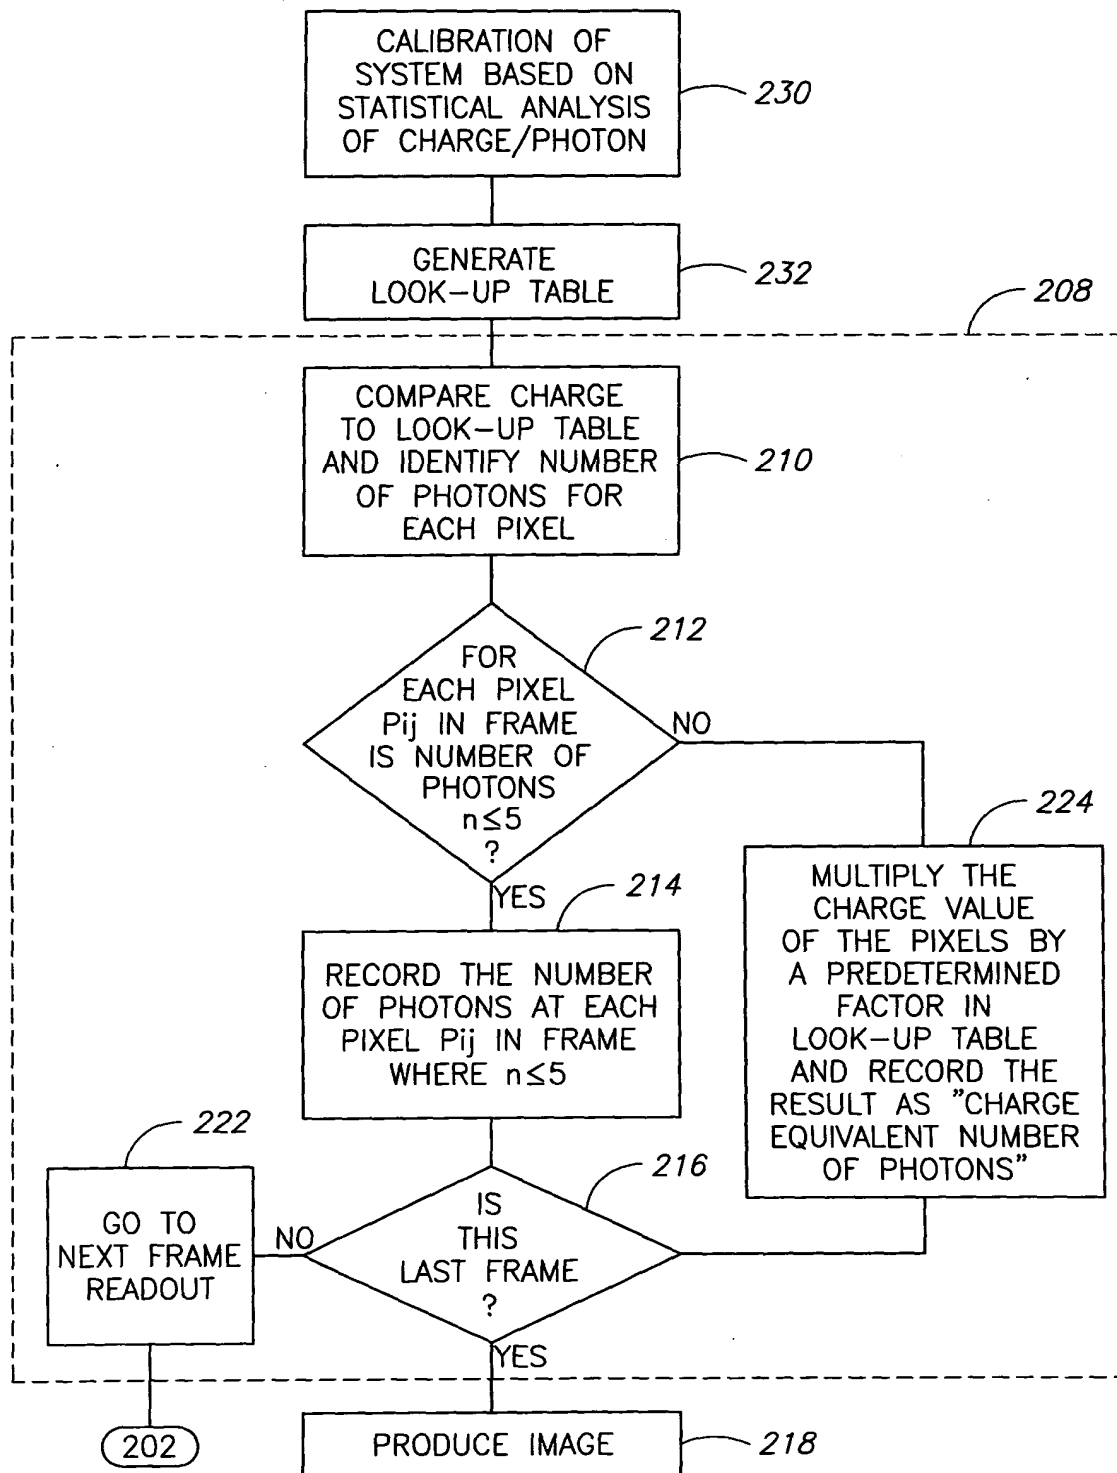 CALIBRATION OF
SYSTEM BASED ON
STATISTICAL ANALYSIS
OF CHARGE/PHOTON
230
GENERATE
LOOK-UP TABLE
232
208
COMPARE CHARGE
TO LOOK-UP TABLE
AND IDENTIFY NUMBER
OF PHOTONS FOR
EACH PIXEL
210
212
FOR
EACH PIXEL
Pij IN FRAME
IS NUMBER OF
PHOTONS
n≤5
?
NO
YES
224
MULTIPLY THE
CHARGE VALUE
OF THE PIXELS BY
A PREDETERMINED
FACTOR IN
LOOK-UP TABLE
AND RECORD THE
RESULT AS "CHARGE
EQUIVALENT NUMBER
OF PHOTONS"
214
RECORD THE NUMBER
OF PHOTONS AT EACH
PIXEL Pij IN FRAME
WHERE n≤5
222
GO TO
NEXT FRAME
READOUT
216
IS
THIS
LAST FRAME
?
NO
YES
202
PRODUCE IMAGE
218